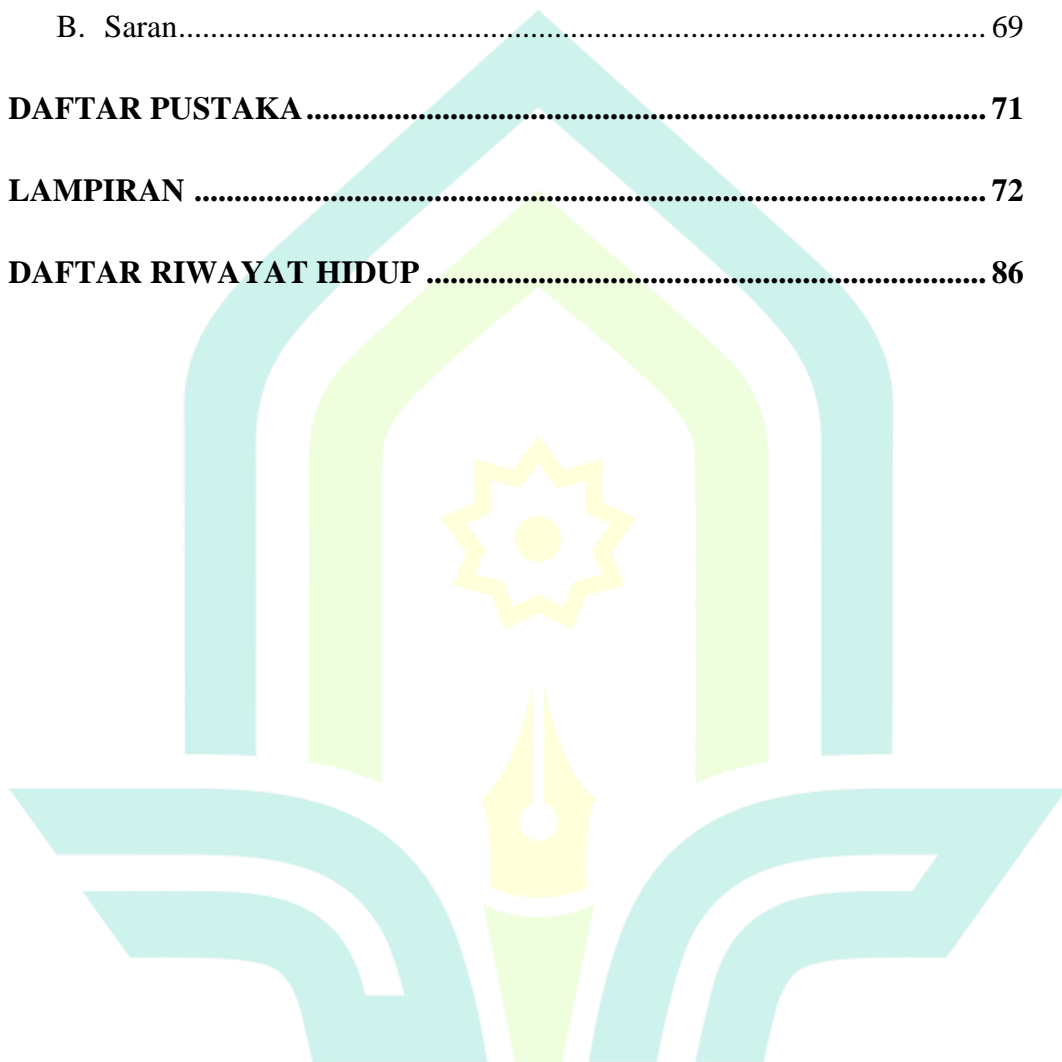 B. Saran.......................................................................................... 69
DAFTAR PUSTAKA.......................................................................... 71
LAMPIRAN ...................................................................................... 72
DAFTAR RIWAYAT HIDUP............................................................. 86